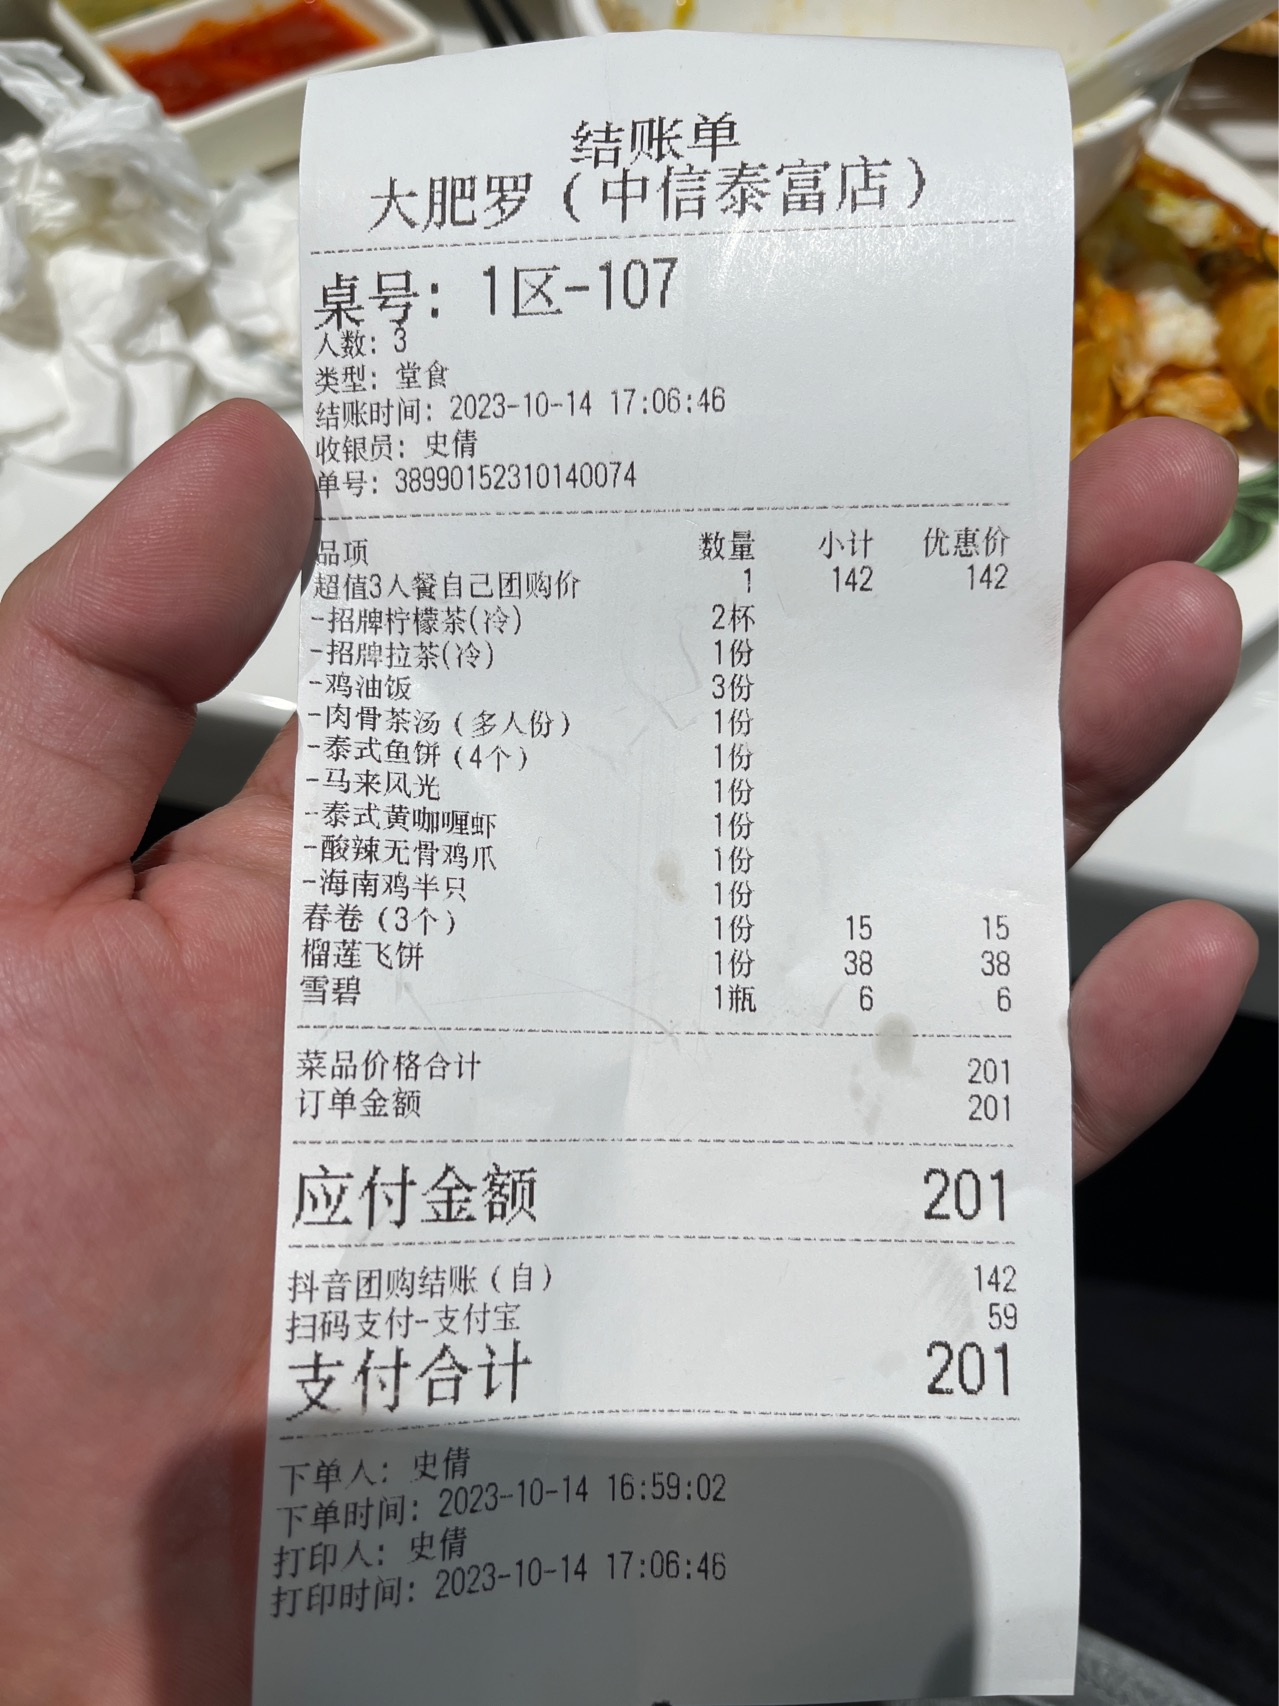 结账单
大肥罗（中信泰富店）
桌号：1区-107
人数：3
类型：堂食
结账时间：2023-10-14 17:06:46
收银员：史倩
单号：38990152310140074
品项 数量 小计 优惠价
超值3人餐自己团购价 1 142 142
-招牌柠檬茶(冷) 2杯
-招牌拉茶(冷) 1份
-鸡油饭 3份
-肉骨茶汤（多人份） 1份
-泰式鱼饼（4个） 1份
-马来风光 1份
-泰式黄咖喱虾 1份
-酸辣无骨鸡爪 1份
-海南鸡半只 1份
春卷（3个） 1份 15 15
榴莲飞饼 1份 38 38
雪碧 1瓶 6 6
菜品价格合计 201
订单金额 201
应付金额 201
抖音团购结账（自） 142
扫码支付-支付宝 59
支付合计 201
下单人：史倩
下单时间：2023-10-14 16:59:02
打印人：史倩
打印时间：2023-10-14 17:06:46